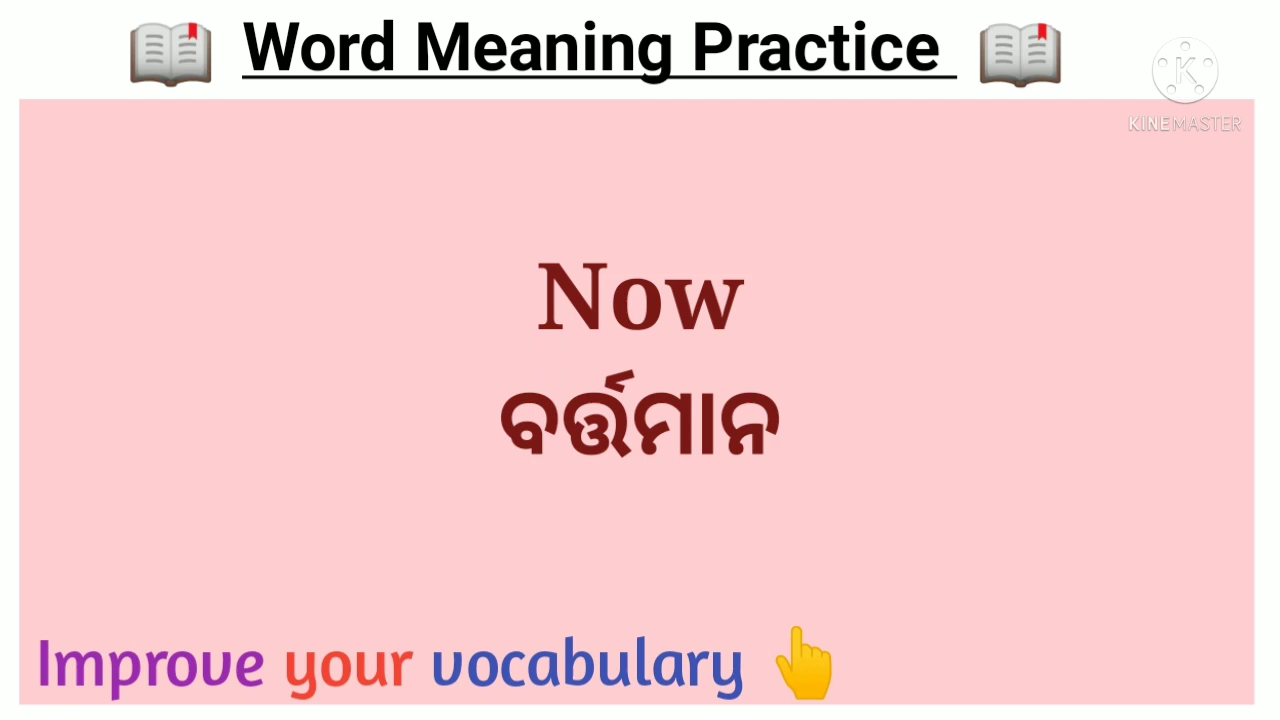 Word Meaning Practice
KINEMASTER
Now
ବର୍ତ୍ତମାନ
Improve your vocabulary